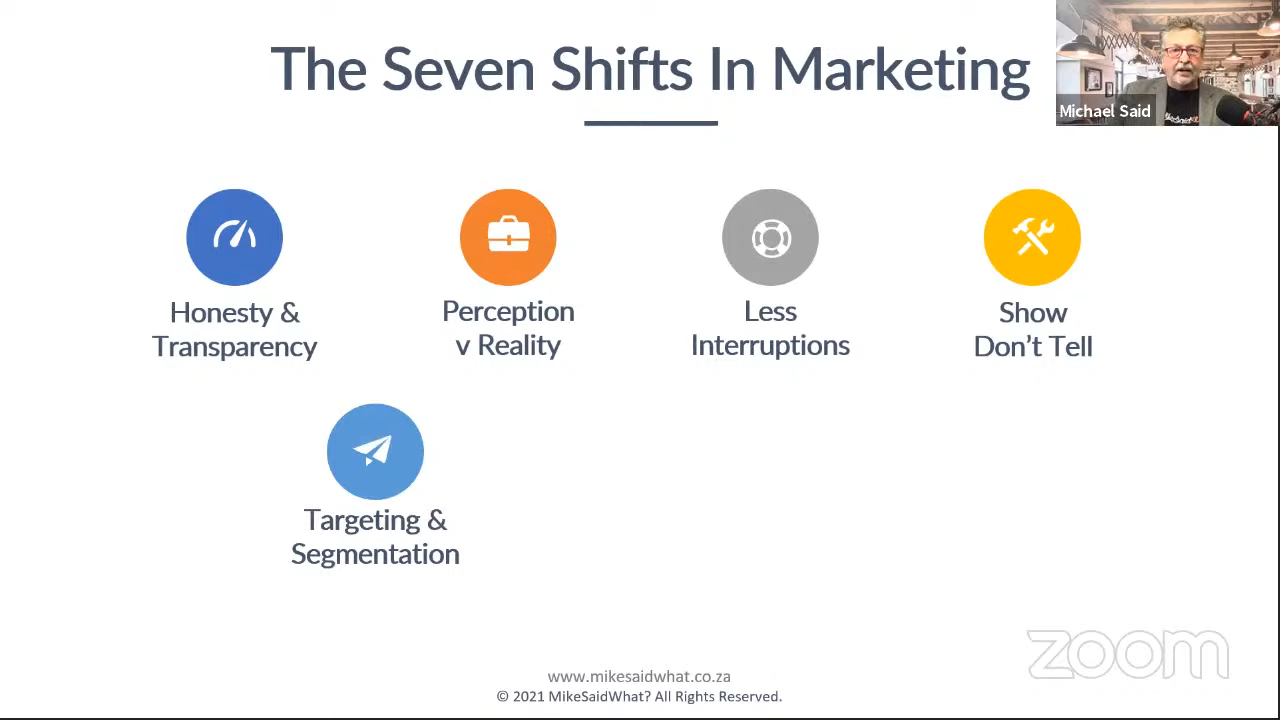 The Seven Shifts In Marketing
Michael Said
Honesty &
Transparency
Perception
v Reality
Less
Interruptions
Show
Don't Tell
Targeting &
Segmentation
zoom
www.mikesaidwhat.co.za
© 2021 MikeSaidWhat? All Rights Reserved.